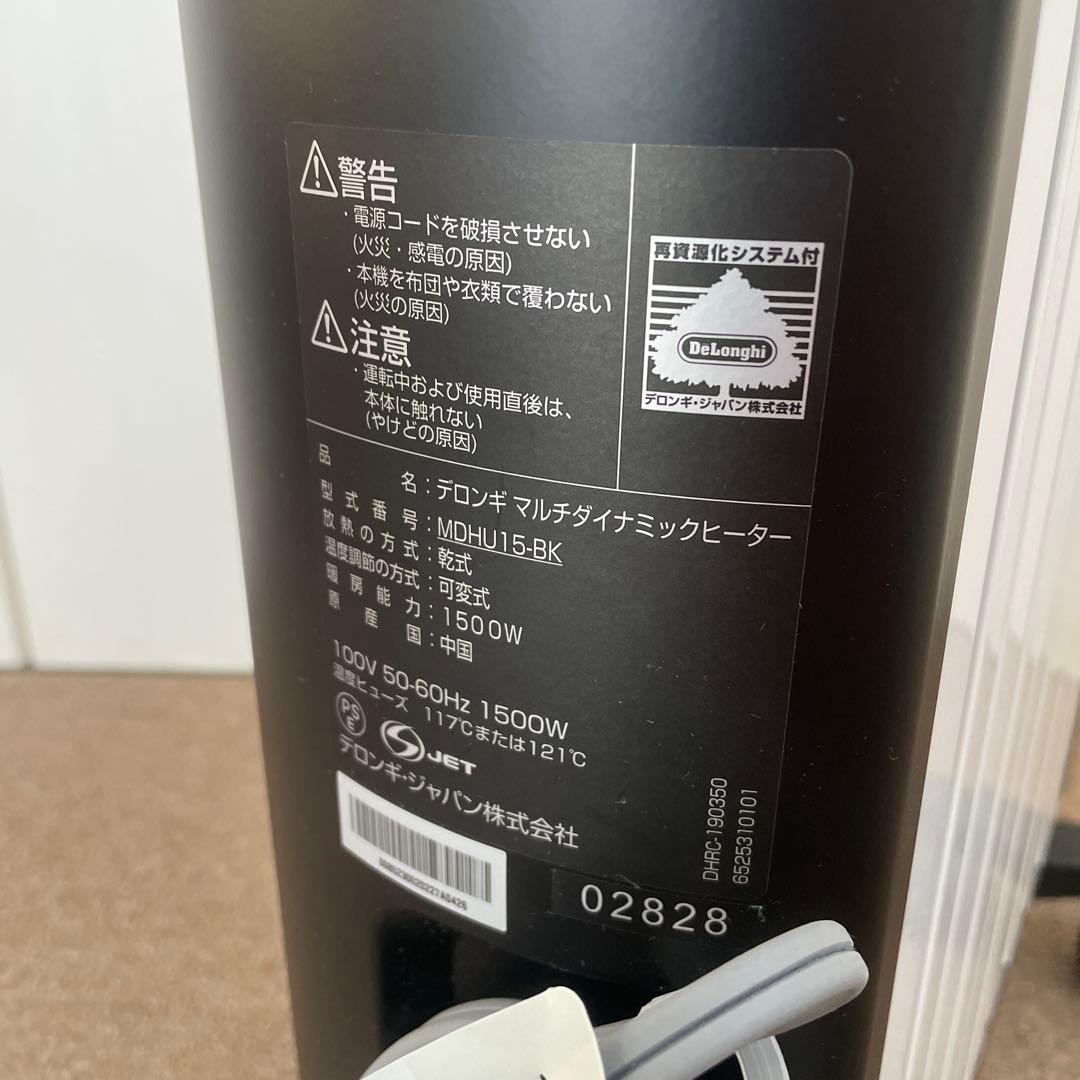 警告
・電源コードを破損させない
(火災・感電の原因)
・本機を布団や衣類で覆わない
(火災の原因)
注意
・運転中および使用直後は、
本体に触れない
(やけどの原因)
再資源化システム付
DeLonghi
デロンギ・ジャパン株式会社
品名：デロンギ マルチダイナミックヒーター
型式番号：MDHU15-BK
放熱の方式：乾式
温度調節の方式：可変式
暖房能力：1500W
原産国：中国
100V 50-60Hz 1500W
温度ヒューズ 117℃または121℃
PSE
JET
デロンギ・ジャパン株式会社
DHRC-190350
6525310101
02828